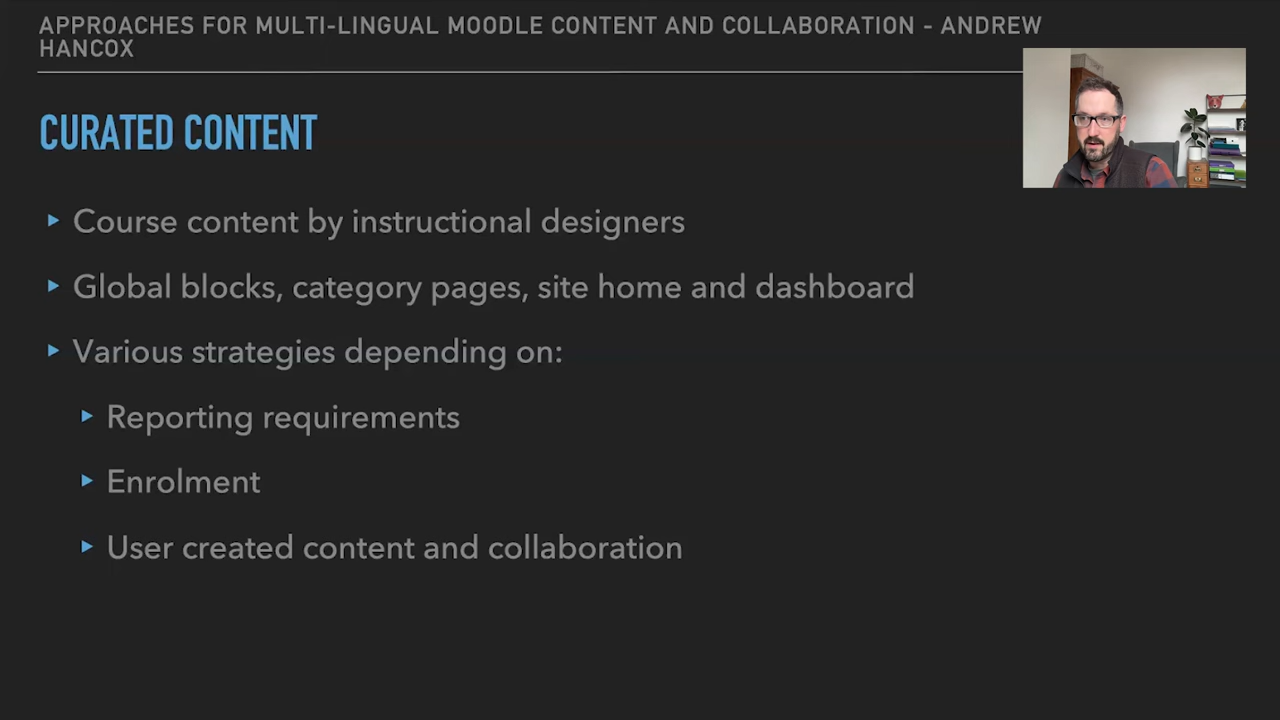 APPROACHES FOR MULTI-LINGUAL MOODLE CONTENT AND COLLABORATION - ANDREW
HANCOX
CURATED CONTENT
Course content by instructional designers
Global blocks, category pages, site home and dashboard
Various strategies depending on:
Reporting requirements
Enrolment
User created content and collaboration